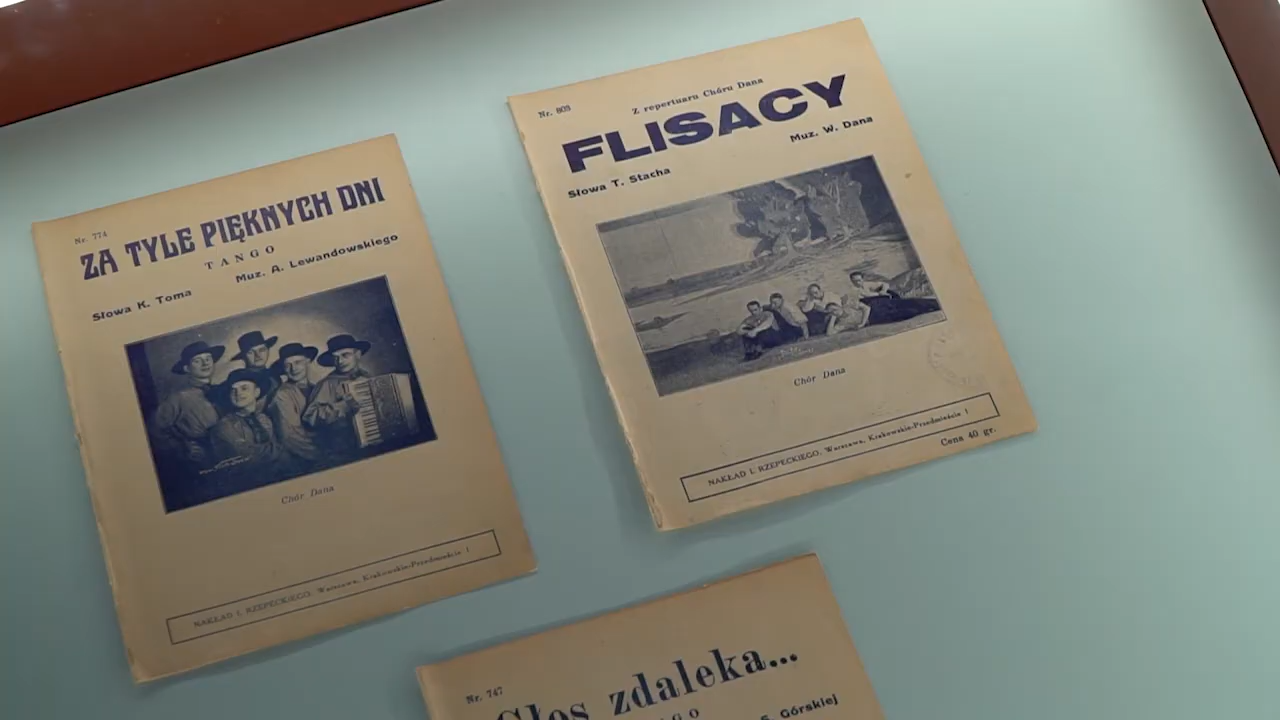 Nr. 774
ZA TYLE PIĘKNYCH DNI
TANGO
Słowa K. Toma
Muz. A. Lewandowskiego
Chór Dana
NAKŁAD I. RZEPECKIEGO, Warszawa, Krakowskie-Przedmieście 1
Nr. 803
Z repertuaru Chóru Dana
FLISACY
Słowa T. Stacha
Muz. W. Dana
Chór Dana
NAKŁAD I. RZEPECKIEGO, Warszawa, Krakowskie-Przedmieście 1
Cena 40 gr.
Nr. 747
Głos zdaleka...
S. Górskiej